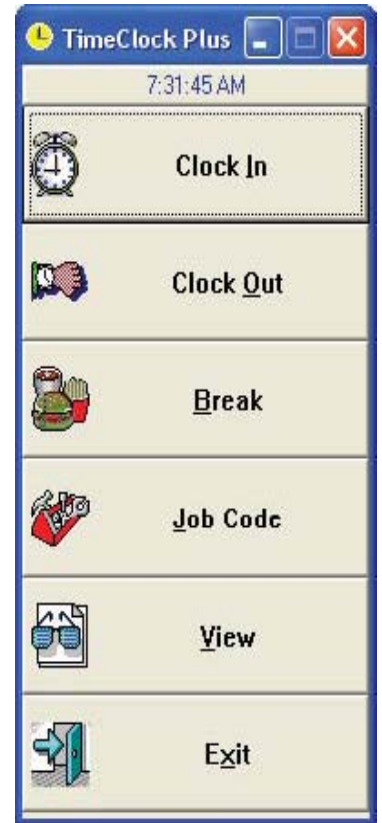 TimeClock Plus
7:31:45 AM
Clock In
Clock Out
Break
Job Code
View
Exit